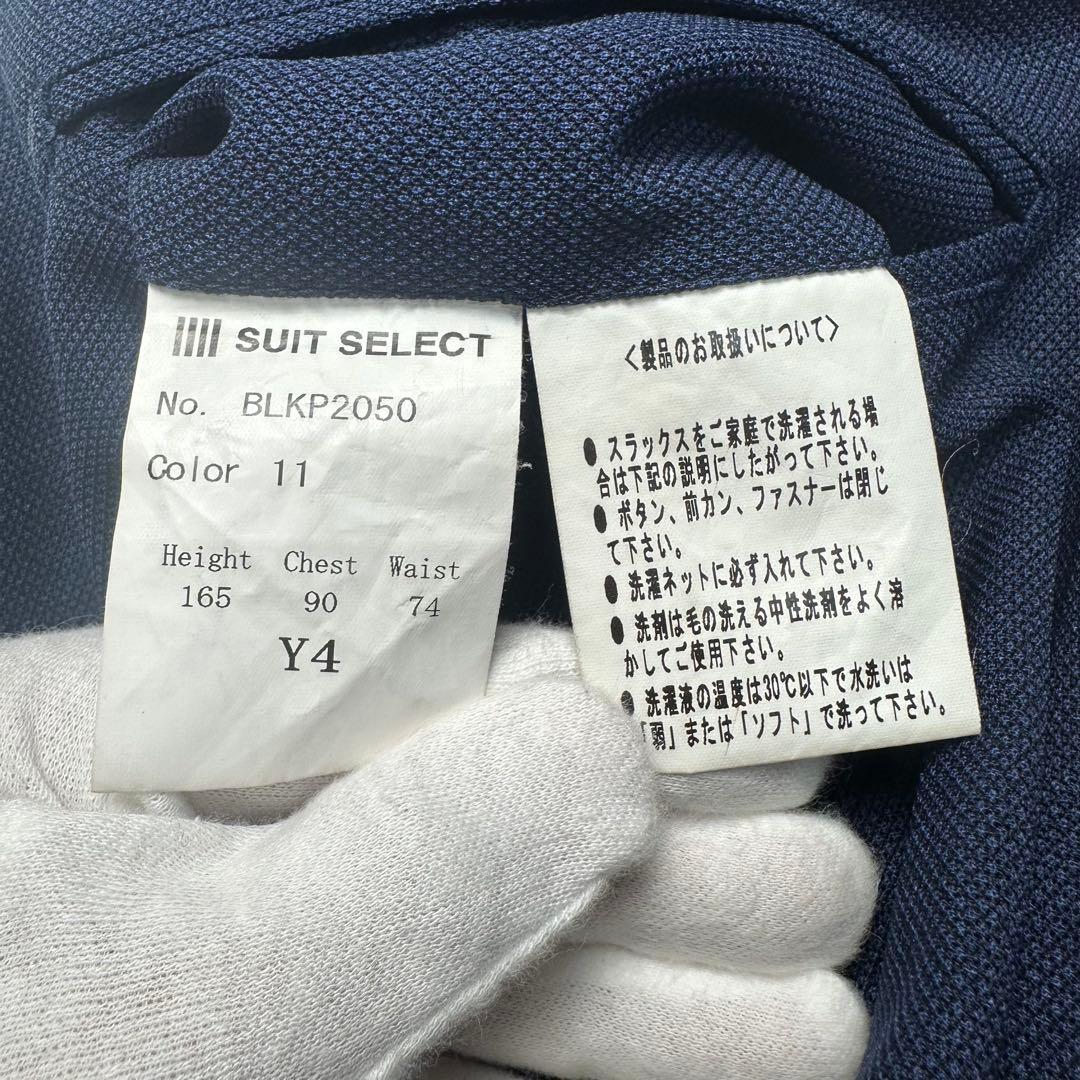 SUIT SELECT
No. BLKP2050
Color 11
Height Chest Waist
165 90 74
Y4
〈製品のお取扱いについて〉
● スラックスをご家庭で洗濯される場
合は下記の説明にしたがって下さい。
● ボタン、前カン、ファスナーは閉じ
て下さい。
● 洗濯ネットに必ず入れて下さい。
● 洗剤は毛の洗える中性洗剤をよく溶
かしてご使用下さい。
● 洗濯液の温度は30℃以下で水洗いは
「弱」または「ソフト」で洗って下さい。